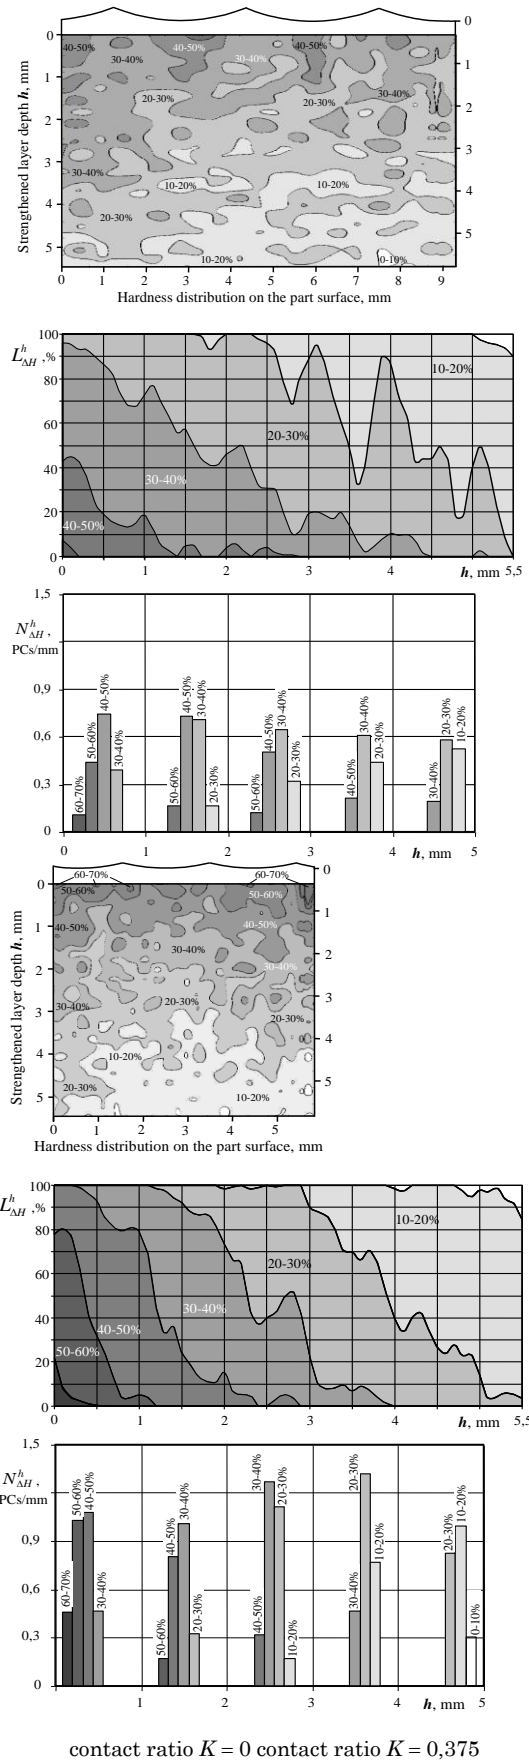 0
0
40-50%
40-50%
40-50%
30-40%
40-50%
1
1
20-30%
20-30%
30-40%
2
2
3
3
30-40%
10-20%
10-20%
4
4
20-30%
5
5
10-20%
0-10%
0 1 2 3 4 5 6 7 8 9
Strengthened layer depth h, mm
Hardness distribution on the part surface, mm
100
L^h_ΔH ,%
80
10-20%
60
20-30%
40
30-40%
20
40-50%
0
0 1 2 3 4 5,5
h, mm
1,5
N^h_ΔH ,
PCs/mm
0,9
0,6
0,3
0
60-70% 50-60% 40-50% 30-40%
50-60% 40-50% 30-40% 20-30%
50-60% 40-50% 30-40% 20-30%
40-50% 30-40% 20-30%
30-40% 20-30% 10-20%
0 1 2 3 4 h, mm 5
0
60-70% 60-70%
0
50-60%
50-60%
1
1
40-50%
40-50%
30-40%
2
2
30-40%
3
30-40%
20-30%
3
20-30%
4
10-20%
4
20-30%
5
10-20%
5
0 1 2 3 4 5
Strengthened layer depth h, mm
Hardness distribution on the part surface, mm
100
L^h_ΔH ,%
80
10-20%
60
20-30%
40
30-40%
40-50%
20
50-60%
0
0 1 2 3 4 h, mm 5,5
1,5
N^h_ΔH ,
PCs/mm
0,9
0,6
0,3
0
60-70% 50-60% 40-50% 30-40%
50-60% 40-50% 30-40% 20-30%
40-50% 30-40% 20-30% 10-20%
30-40% 20-30% 10-20%
20-30% 10-20% 0-10%
1 2 3 4 h, mm 5
contact ratio K = 0 contact ratio K = 0,375